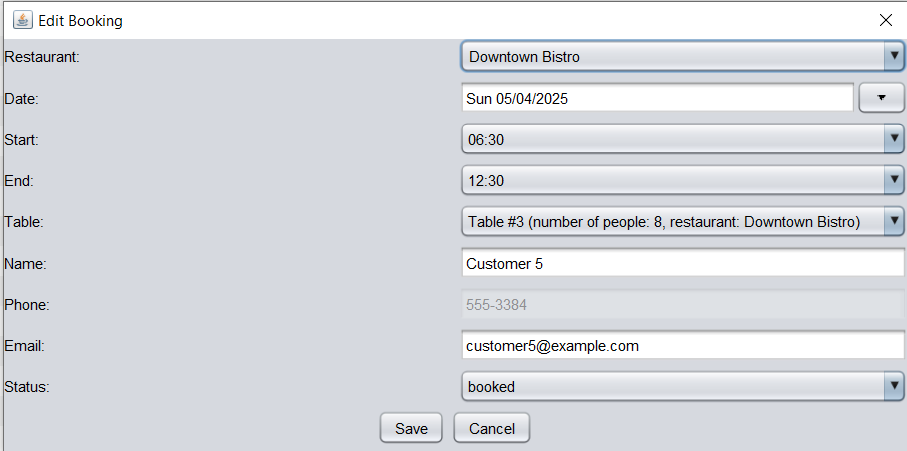 Edit Booking
Restaurant: Downtown Bistro
Date: Sun 05/04/2025
Start: 06:30
End: 12:30
Table: Table #3 (number of people: 8, restaurant: Downtown Bistro)
Name: Customer 5
Phone: 555-3384
Email: customer5@example.com
Status: booked
Save Cancel